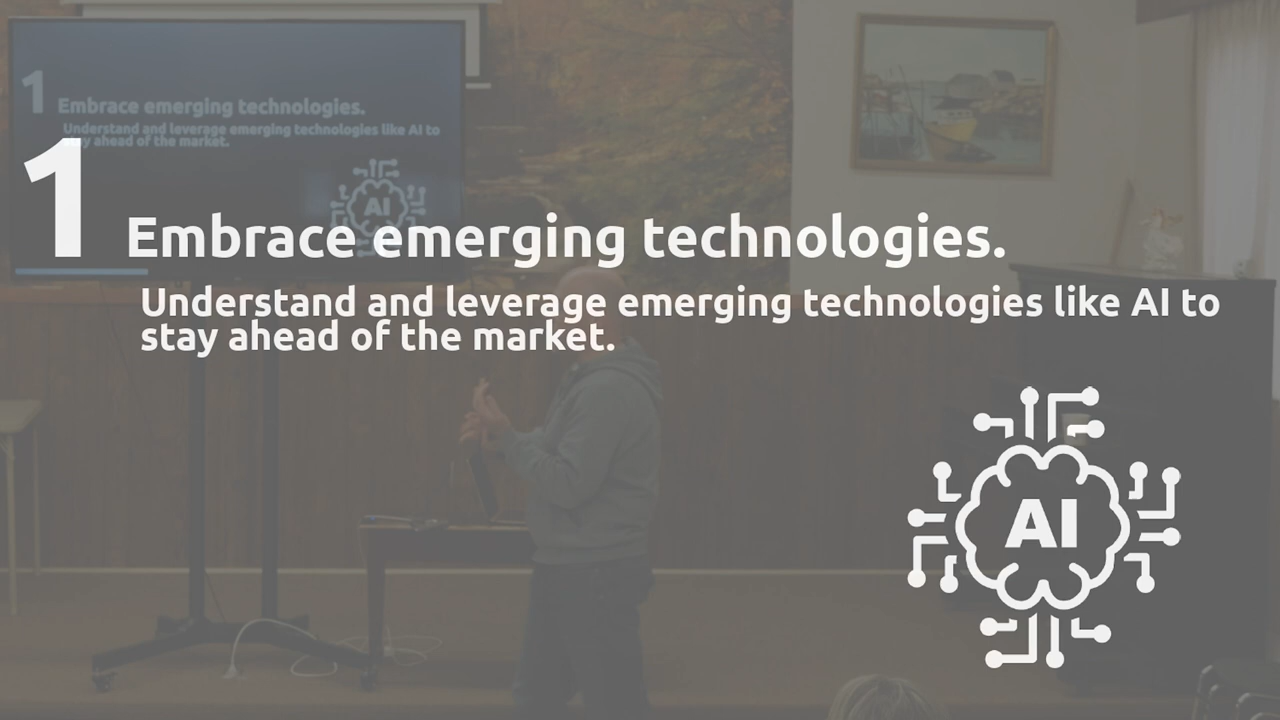 1 Embrace emerging technologies.
Understand and leverage emerging technologies like AI to
stay ahead of the market.
1
Embrace emerging technologies.
Understand and leverage emerging technologies like AI to
stay ahead of the market.
AI
AI